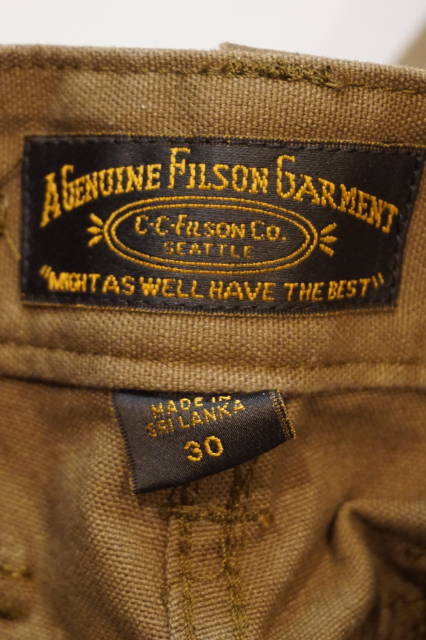 A GENUINE FILSON GARMENT
C·C·FILSON CO.
SEATTLE
"MIGHT AS WELL HAVE THE BEST"
MADE IN
SRI LANKA
30